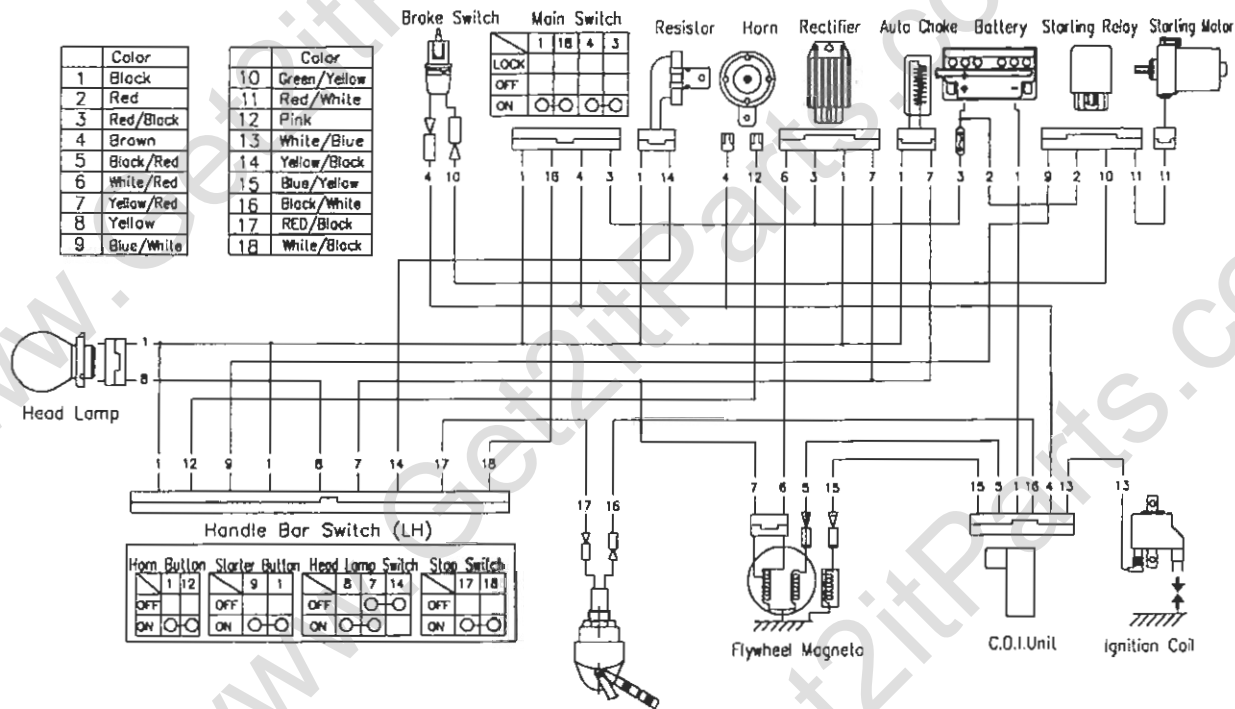 Broke Switch
Main Switch
Resistor
Horn
Rectifier
Auto Choke
Battery
Starling Relay
Starling Motor
Color
1 Black
2 Red
3 Red/Black
4 Brown
5 Black/Red
6 White/Red
7 Yellow/Red
8 Yellow
9 Blue/White
Color
10 Green/Yellow
11 Red/White
12 Pink
13 White/Blue
14 Yellow/Black
15 Blue/Yellow
16 Black/White
17 RED/Black
18 White/Black
1 16 4 3
LOCK
OFF
ON
+ -
4 10 1 16 4 3 1 14 4 12 6 3 1 7 1 7 3 2 1 9 2 10 11 11
1
8
Head Lamp
1 12 9 1 8 7 14 17 18
17 16
7 6 5 15
15 5 1 16 4 13 13
Handle Bar Switch (LH)
Horn Button Starter Button Head Lamp Switch Stop Switch
1 12 9 1 8 7 14 17 18
OFF OFF OFF OFF
ON ON ON ON
Flywheel Magneto
C.D.I.Unit
Ignition Coil
www.Get2itParts.com